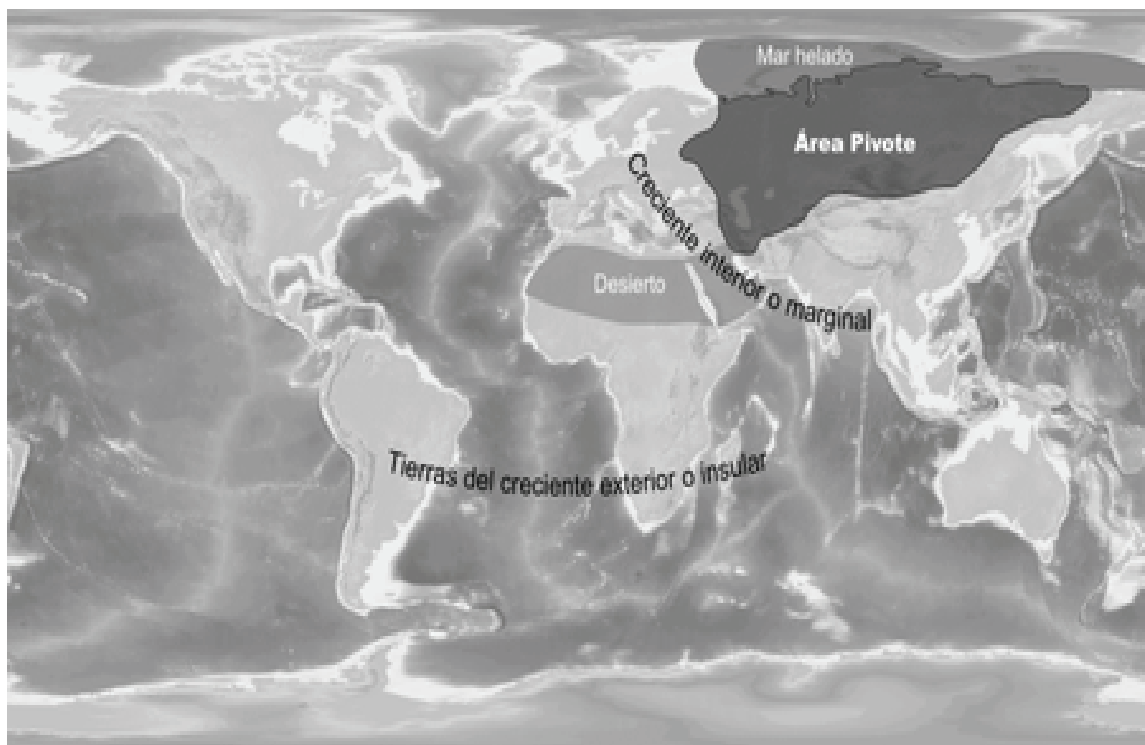 Mar helado
Área Pivote
Creciente interior o marginal
Desierto
Tierras del creciente exterior o insular